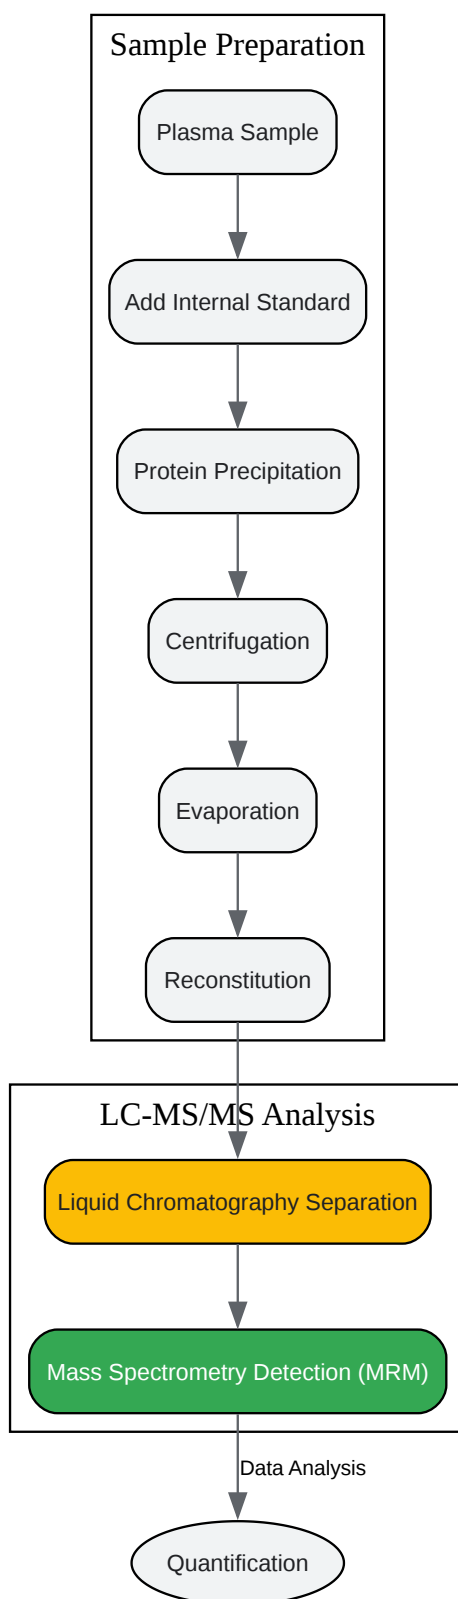 Sample Preparation
Plasma Sample
Add Internal Standard
Protein Precipitation
Centrifugation
Evaporation
Reconstitution
LC-MS/MS Analysis
Liquid Chromatography Separation
Mass Spectrometry Detection (MRM)
Data Analysis
Quantification